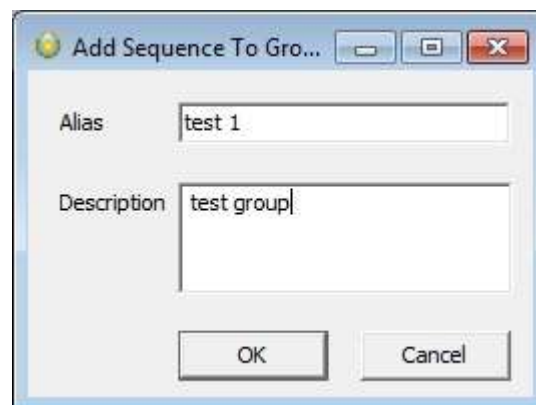 Add Sequence To Gro...
Alias test 1
Description test group
OK Cancel